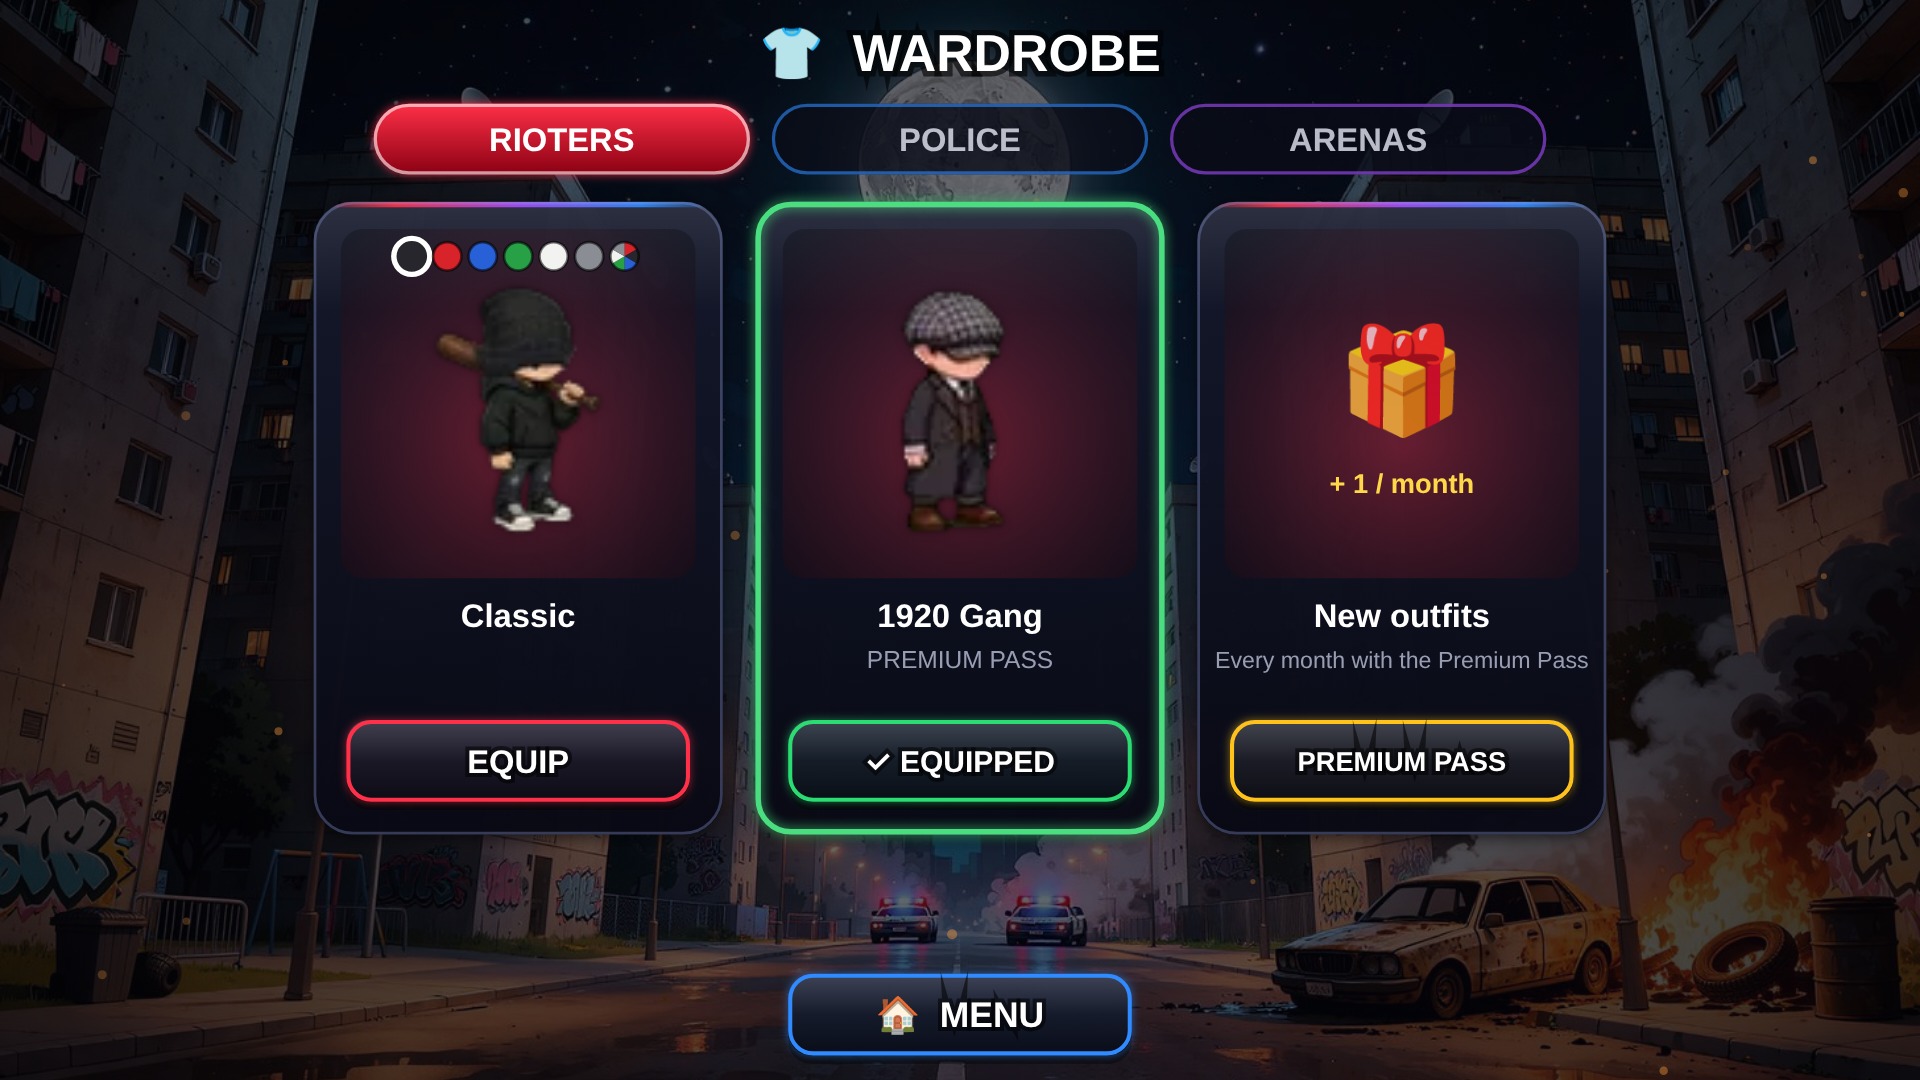 WARDROBE
RIOTERS
POLICE
ARENAS
+ 1 / month
Classic
1920 Gang
New outfits
PREMIUM PASS
Every month with the Premium Pass
EQUIP
✓ EQUIPPED
PREMIUM PASS
MENU